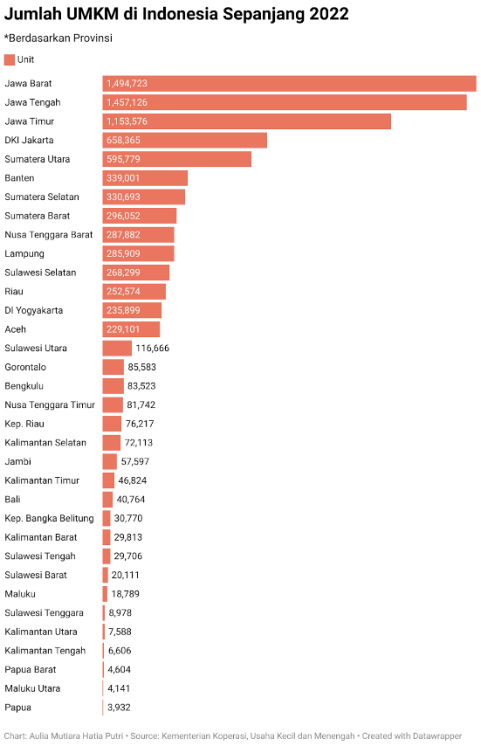 Jumlah UMKM di Indonesia Sepanjang 2022
*Berdasarkan Provinsi
Unit
Jawa Barat 1,494,723
Jawa Tengah 1,457,126
Jawa Timur 1,153,576
DKI Jakarta 658,365
Sumatera Utara 595,779
Banten 339,001
Sumatera Selatan 330,693
Sumatera Barat 296,052
Nusa Tenggara Barat 287,882
Lampung 285,909
Sulawesi Selatan 268,299
Riau 252,574
DI Yogyakarta 235,899
Aceh 229,101
Sulawesi Utara 116,666
Gorontalo 85,583
Bengkulu 83,523
Nusa Tenggara Timur 81,742
Kep. Riau 76,217
Kalimantan Selatan 72,113
Jambi 57,597
Kalimantan Timur 46,824
Bali 40,764
Kep. Bangka Belitung 30,770
Kalimantan Barat 29,813
Sulawesi Tengah 29,706
Sulawesi Barat 20,111
Maluku 18,789
Sulawesi Tenggara 8,978
Kalimantan Utara 7,588
Kalimantan Tengah 6,606
Papua Barat 4,604
Maluku Utara 4,141
Papua 3,932
Chart: Aulia Mutiara Hatia Putri • Source: Kementerian Koperasi, Usaha Kecil dan Menengah • Created with Datawrapper